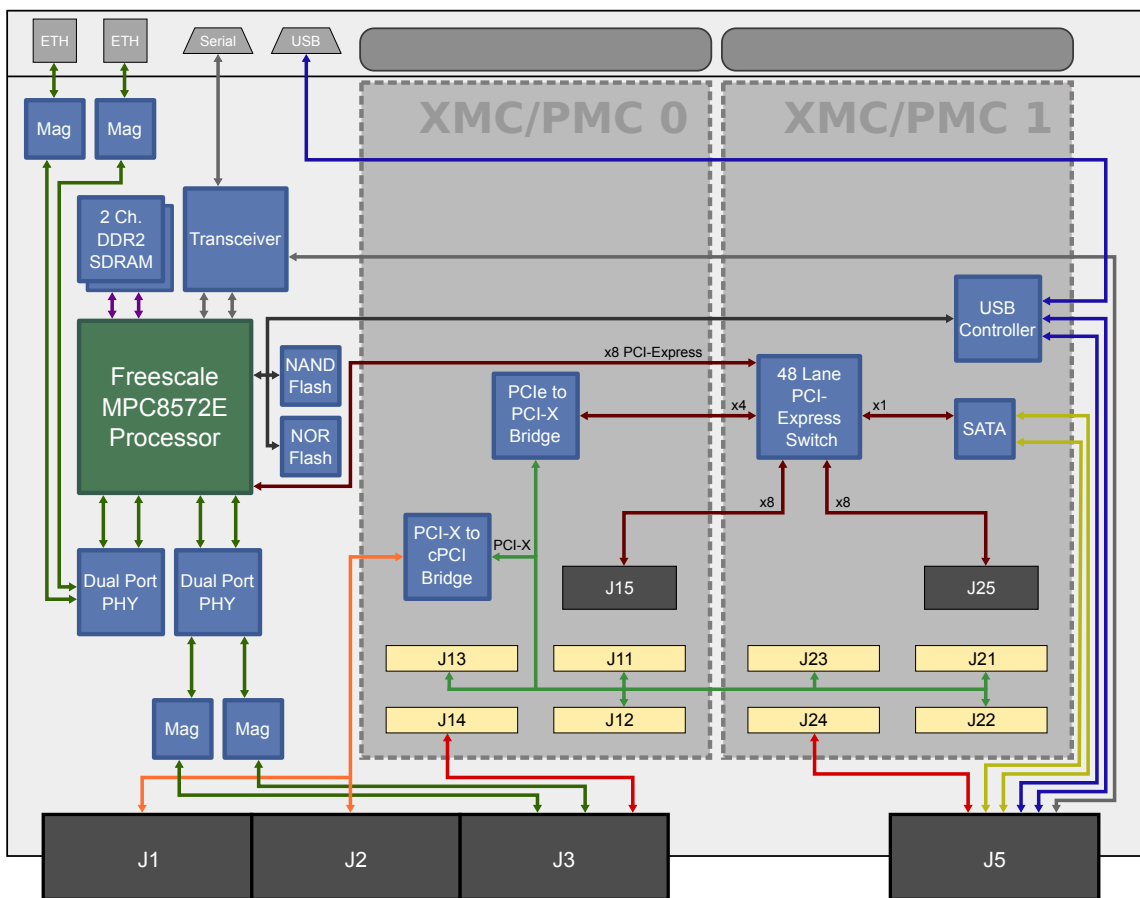 ETH
ETH
Serial
USB
XMC/PMC 0
XMC/PMC 1
Mag
Mag
2 Ch.
DDR2
SDRAM
Transceiver
USB
Controller
Freescale
MPC8572E
Processor
NAND
Flash
NOR
Flash
x8 PCI-Express
PCIe to
PCI-X
Bridge
x4
48 Lane
PCI-
Express
Switch
x1
SATA
x8
x8
PCI-X to
cPCI
Bridge
PCI-X
Dual Port
PHY
Dual Port
PHY
J15
J25
J13
J11
J23
J21
J14
J12
J24
J22
Mag
Mag
J1
J2
J3
J5